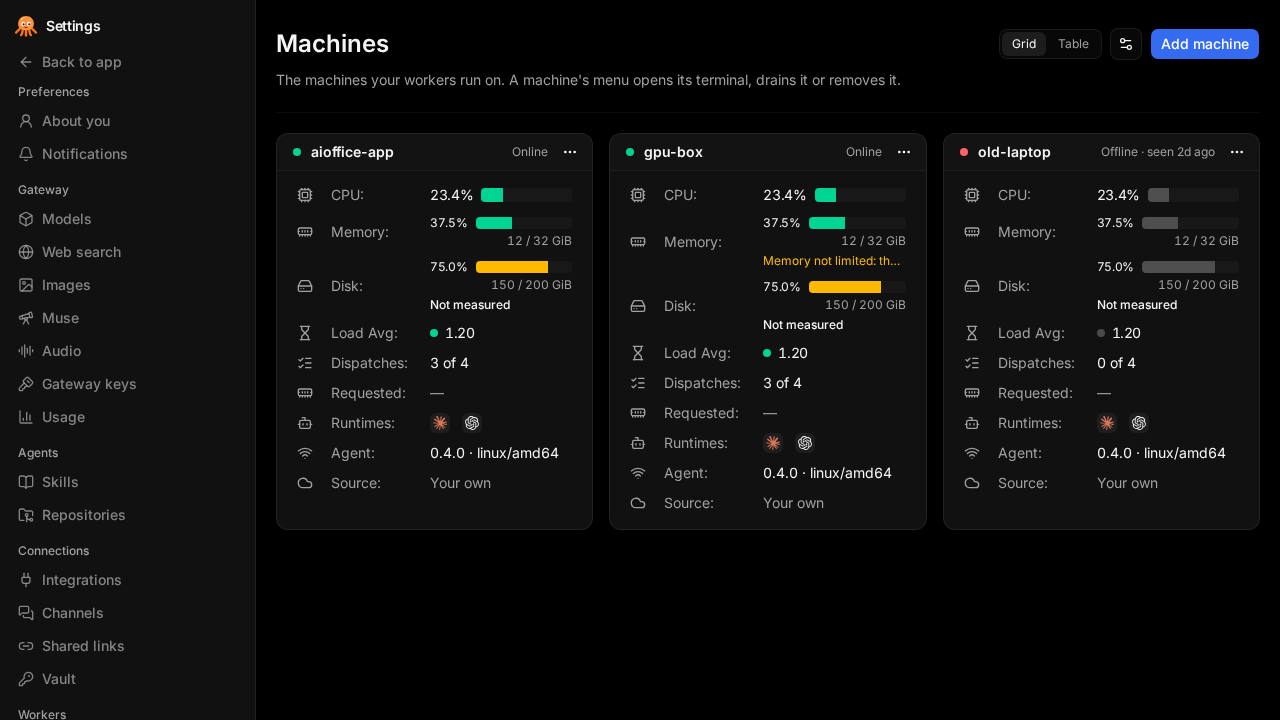 Settings
Back to app
Preferences
About you
Notifications
Gateway
Models
Web search
Images
Muse
Audio
Gateway keys
Usage
Agents
Skills
Repositories
Connections
Integrations
Channels
Shared links
Vault
Workers
Machines
Grid
Table
Add machine
The machines your workers run on. A machine's menu opens its terminal, drains it or removes it.
aioffice-app
Online
CPU:
23.4%
Memory:
37.5%
12 / 32 GiB
Disk:
75.0%
150 / 200 GiB
Not measured
Load Avg:
1.20
Dispatches:
3 of 4
Requested:
—
Runtimes:
Agent:
0.4.0 · linux/amd64
Source:
Your own
gpu-box
Online
CPU:
23.4%
Memory:
37.5%
12 / 32 GiB
Memory not limited: th...
Disk:
75.0%
150 / 200 GiB
Not measured
Load Avg:
1.20
Dispatches:
3 of 4
Requested:
—
Runtimes:
Agent:
0.4.0 · linux/amd64
Source:
Your own
old-laptop
Offline · seen 2d ago
CPU:
23.4%
Memory:
37.5%
12 / 32 GiB
Disk:
75.0%
150 / 200 GiB
Not measured
Load Avg:
1.20
Dispatches:
0 of 4
Requested:
—
Runtimes:
Agent:
0.4.0 · linux/amd64
Source:
Your own